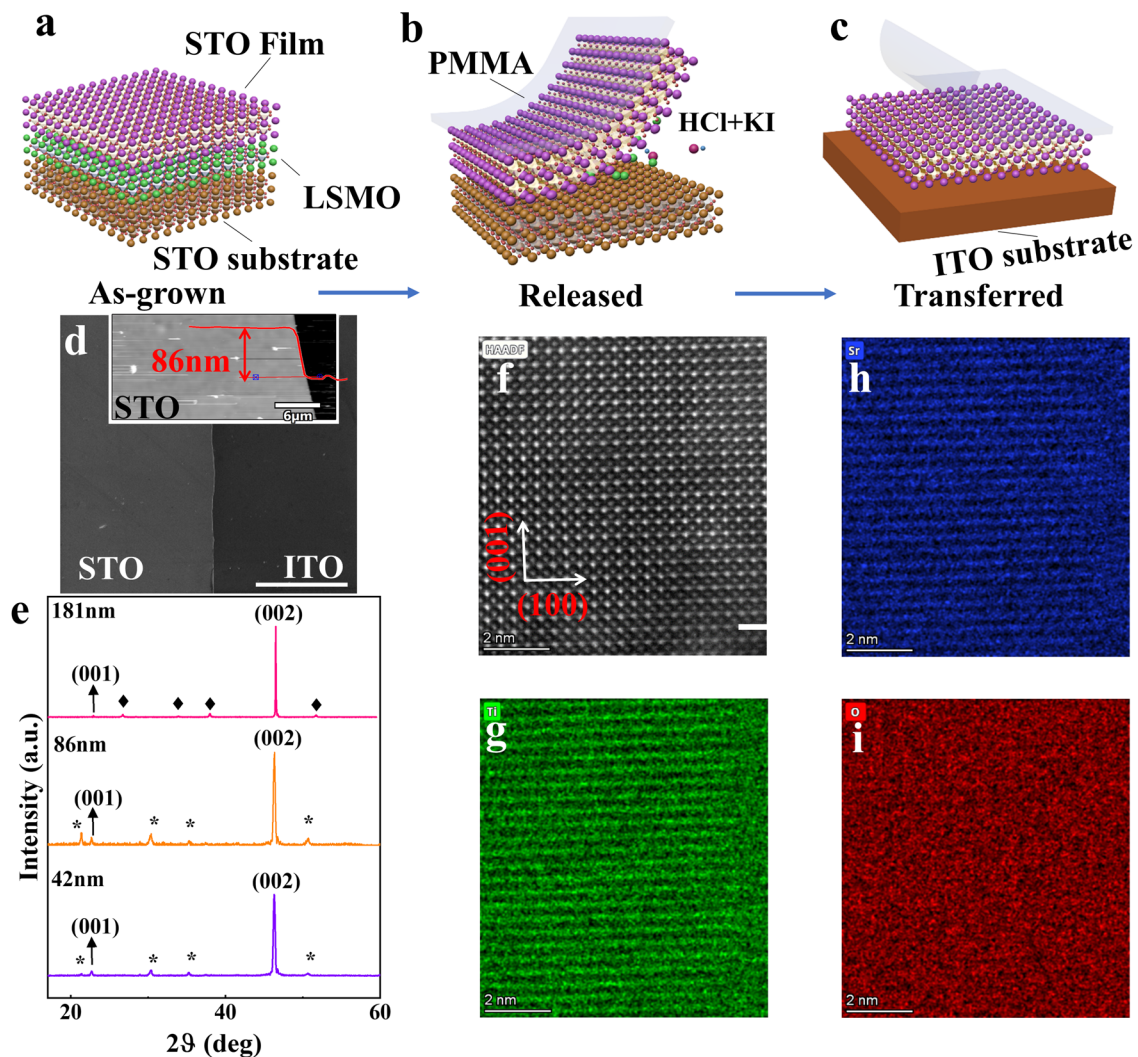 a
STO Film
LSMO
STO substrate
As-grown
b
PMMA
HCl+KI
Released
c
ITO substrate
Transferred
d
86nm
STO
6μm
STO
ITO
e
181nm
(002)
(001)
♦ ♦ ♦ ♦
86nm
(002)
(001)
* * * *
42nm
(002)
(001)
* * * *
Intensity (a.u.)
20 40 60
2ϑ (deg)
HAADF
f
(001)
(100)
2 nm
Ti
g
2 nm
Sr
h
2 nm
O
i
2 nm